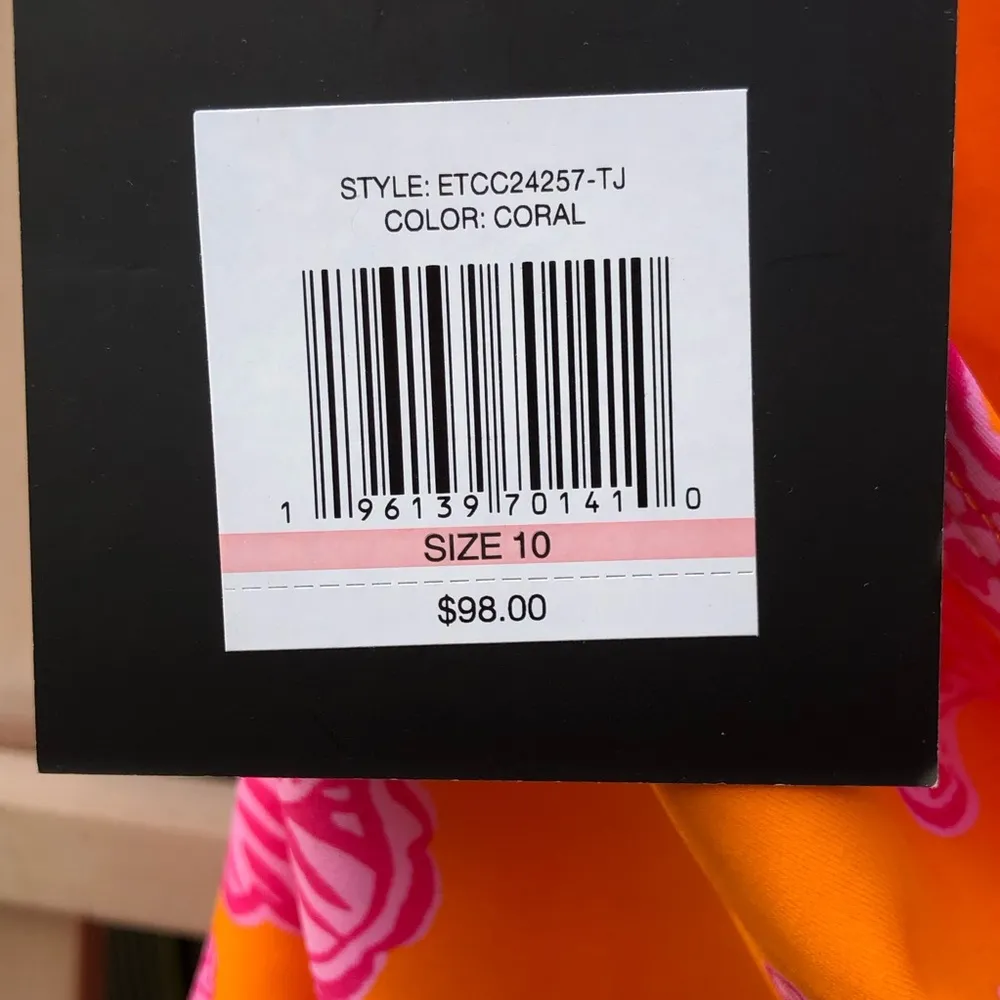 STYLE: ETCC24257-TJ
COLOR: CORAL
1 96139 70141 0
SIZE 10
$98.00